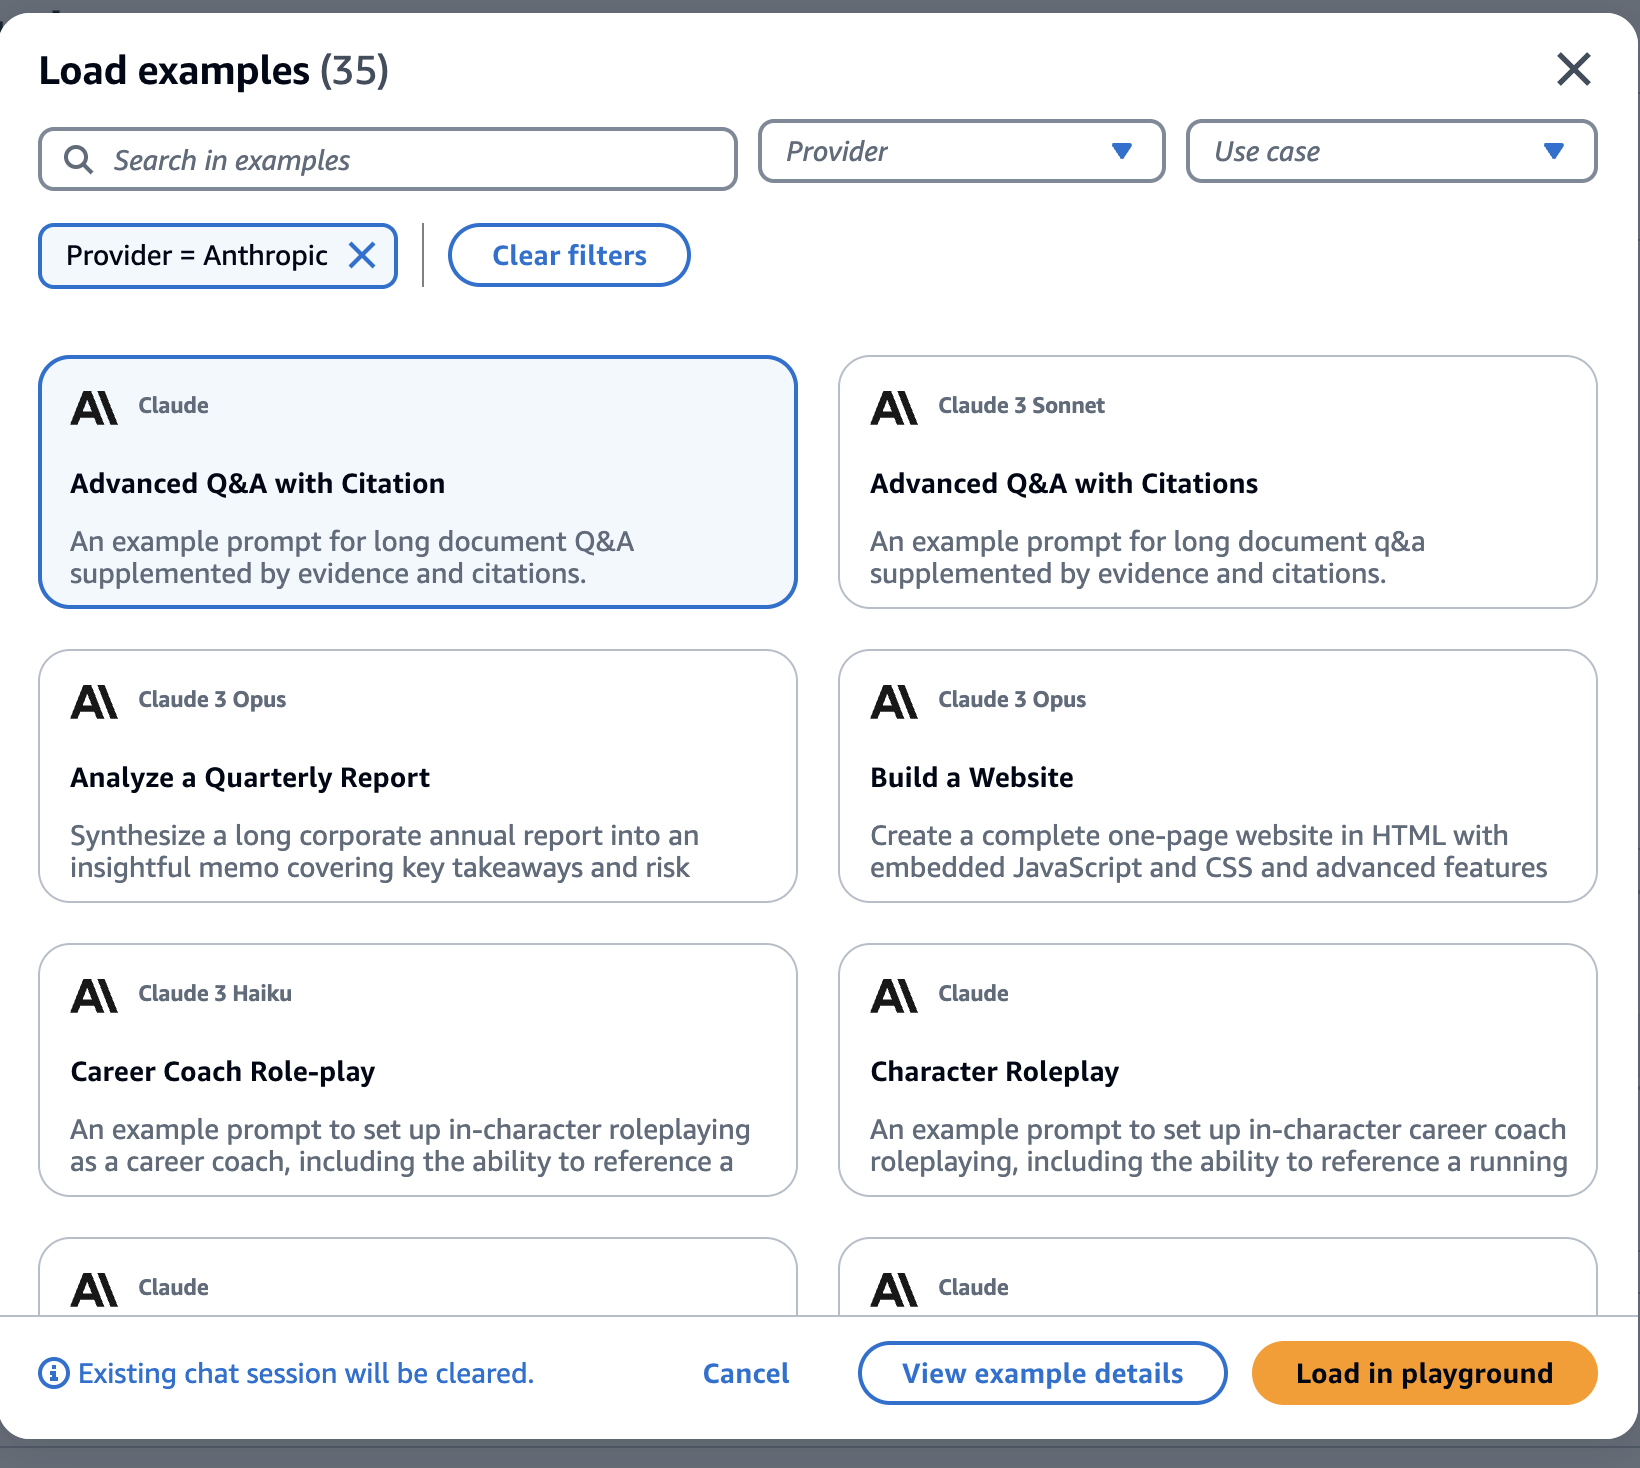 Load examples (35)
Search in examples
Provider
Use case
Provider = Anthropic
Clear filters
Claude
Advanced Q&A with Citation
An example prompt for long document Q&A
supplemented by evidence and citations.
Claude 3 Sonnet
Advanced Q&A with Citations
An example prompt for long document q&a
supplemented by evidence and citations.
Claude 3 Opus
Analyze a Quarterly Report
Synthesize a long corporate annual report into an
insightful memo covering key takeaways and risk
Claude 3 Opus
Build a Website
Create a complete one-page website in HTML with
embedded JavaScript and CSS and advanced features
Claude 3 Haiku
Career Coach Role-play
An example prompt to set up in-character roleplaying
as a career coach, including the ability to reference a
Claude
Character Roleplay
An example prompt to set up in-character career coach
roleplaying, including the ability to reference a running
Claude
Claude
Existing chat session will be cleared.
Cancel
View example details
Load in playground